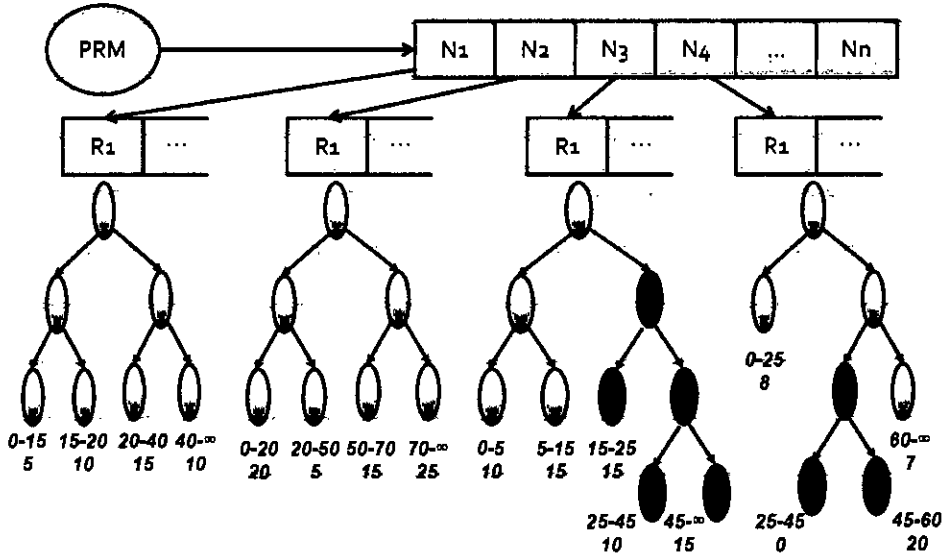 PRM N1 N2 N3 N4 ... Nn
R1 ... R1 ... R1 ... R1 ...
0-25
8
0-15 15-20 20-40 40-∞ 0-20 20-50 50-70 70-∞ 0-5 5-15 15-25 60-∞
5 10 15 10 20 5 15 25 10 15 15 7
25-45 45-∞ 25-45 45-60
10 15 0 20